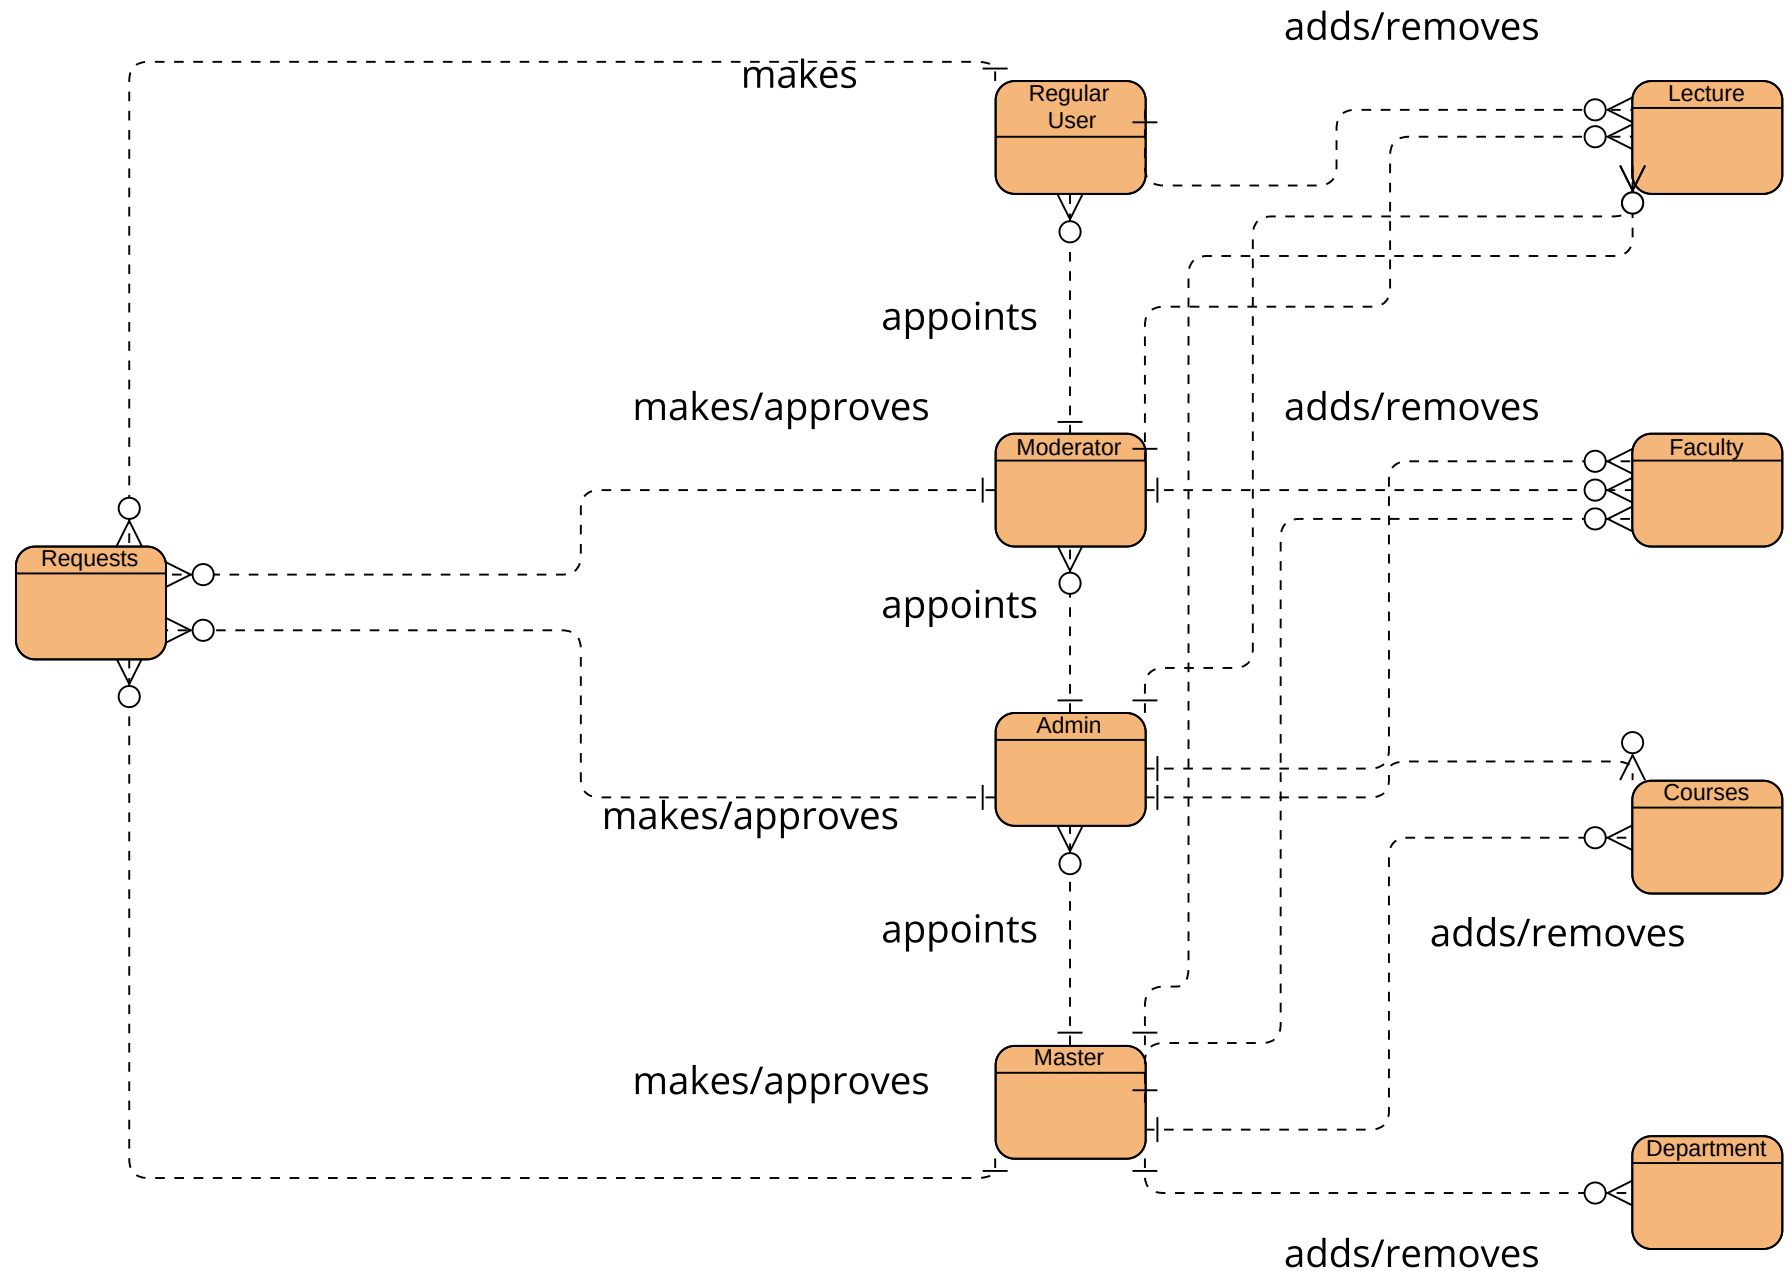 adds/removes
makes
Regular
User
Lecture
appoints
makes/approves
adds/removes
Moderator
Faculty
Requests
appoints
Admin
Courses
makes/approves
appoints
adds/removes
Master
makes/approves
Department
adds/removes